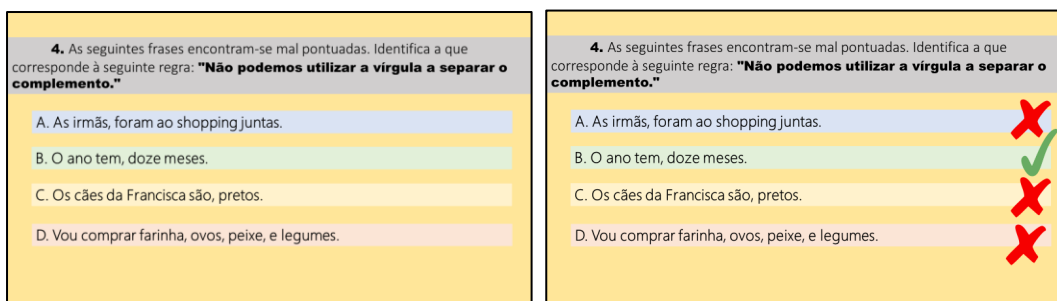 4. As seguintes frases encontram-se mal pontuadas. Identifica a que
corresponde à seguinte regra: "Não podemos utilizar a vírgula a separar o
complemento."
A. As irmãs, foram ao shopping juntas.
B. O ano tem, doze meses.
C. Os cães da Francisca são, pretos.
D. Vou comprar farinha, ovos, peixe, e legumes.
4. As seguintes frases encontram-se mal pontuadas. Identifica a que
corresponde à seguinte regra: "Não podemos utilizar a vírgula a separar o
complemento."
A. As irmãs, foram ao shopping juntas.
B. O ano tem, doze meses.
C. Os cães da Francisca são, pretos.
D. Vou comprar farinha, ovos, peixe, e legumes.